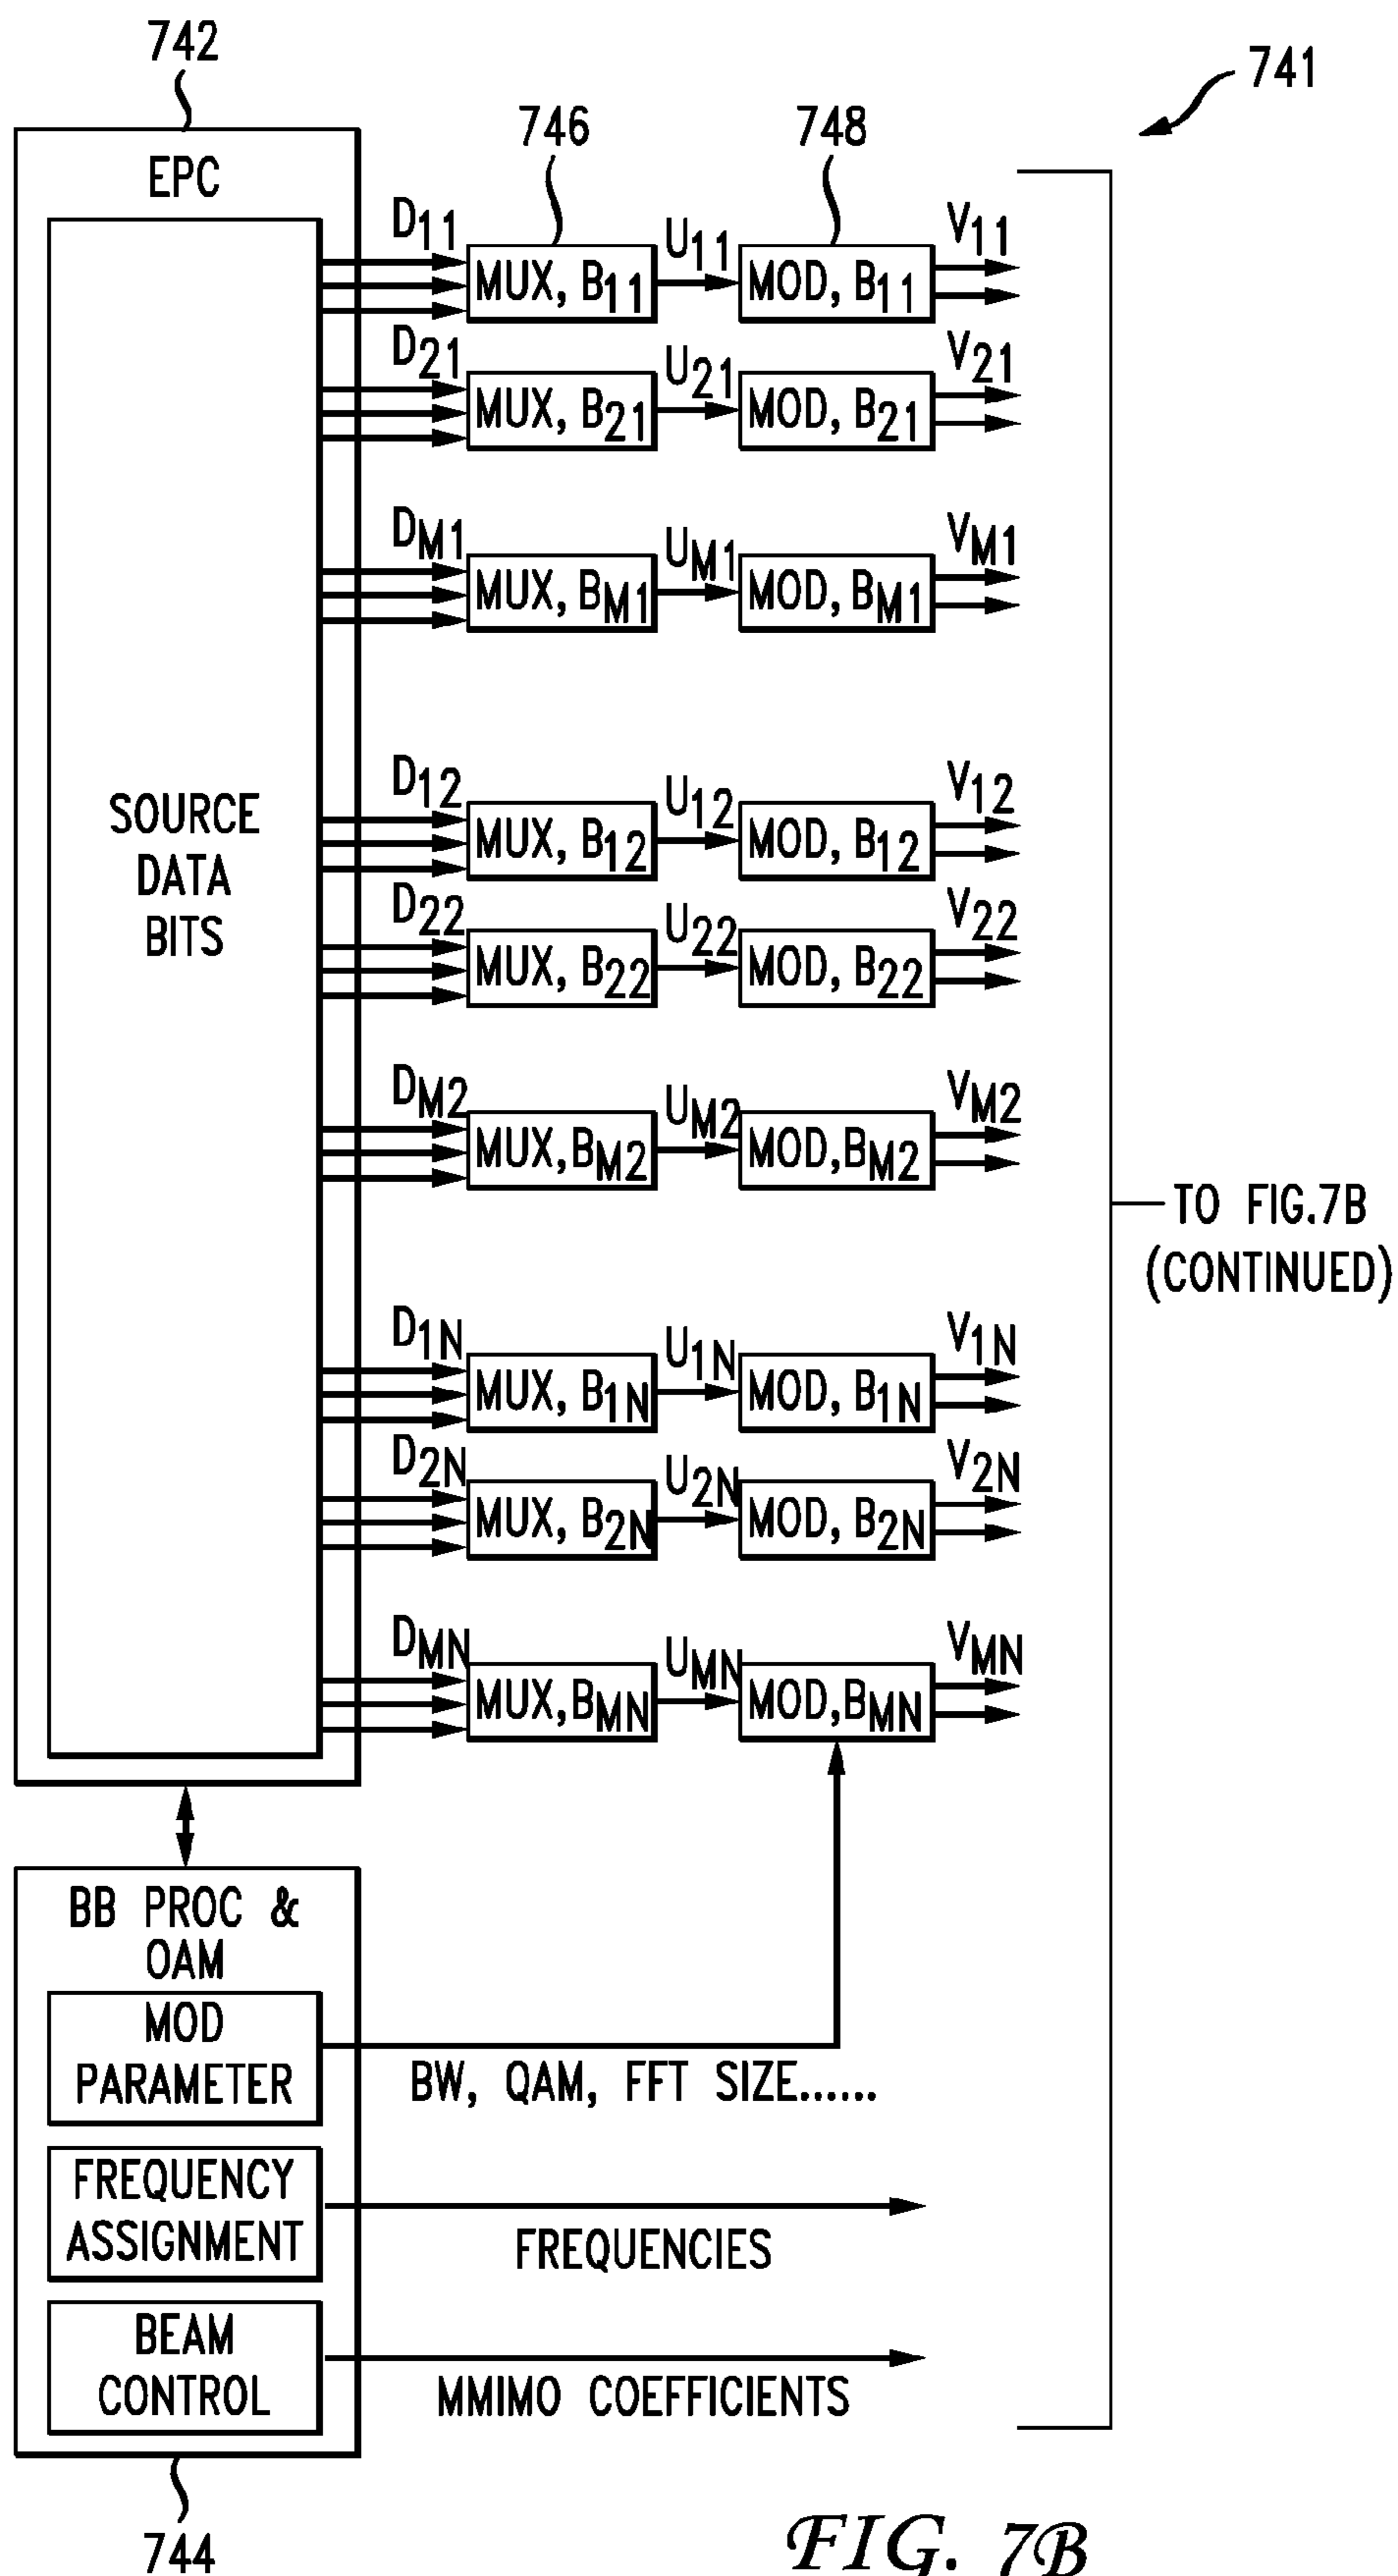 742
741
746
748
EPC
D11
U11
V11
MUX, B11
MOD, B11
D21
U21
V21
MUX, B21
MOD, B21
DM1
UM1
VM1
MUX, BM1
MOD, BM1
SOURCE
DATA
BITS
D12
U12
V12
MUX, B12
MOD, B12
D22
U22
V22
MUX, B22
MOD, B22
DM2
UM2
VM2
MUX,BM2
MOD,BM2
TO FIG.7B
(CONTINUED)
D1N
U1N
V1N
MUX, B1N
MOD, B1N
D2N
U2N
V2N
MUX, B2N
MOD, B2N
DMN
UMN
VMN
MUX,BMN
MOD,BMN
BB PROC &
OAM
MOD
PARAMETER
BW, QAM, FFT SIZE......
FREQUENCY
ASSIGNMENT
FREQUENCIES
BEAM
CONTROL
MMIMO COEFFICIENTS
744
FIG. 7B